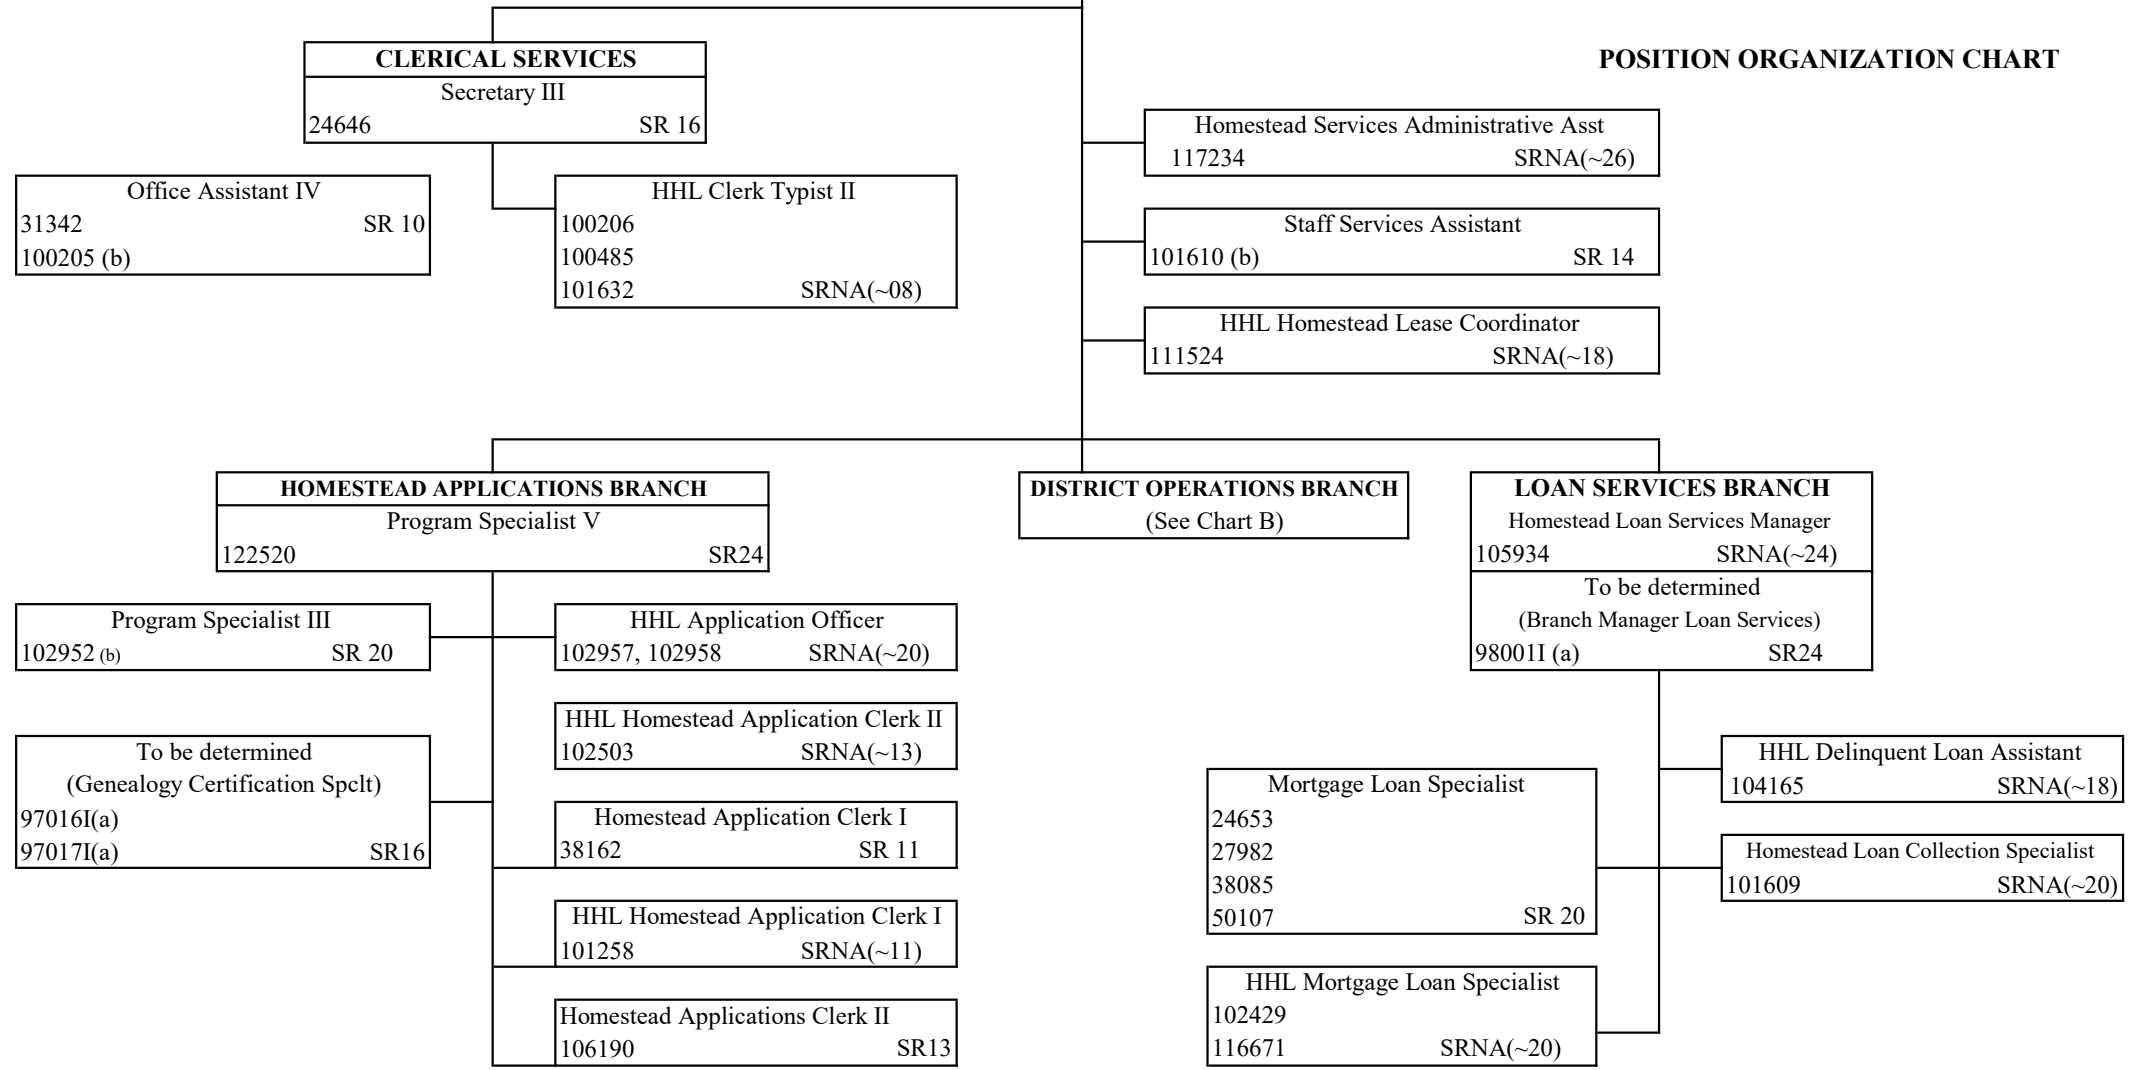 CLERICAL SERVICES
Secretary III
24646 SR 16
POSITION ORGANIZATION CHART
Homestead Services Administrative Asst
117234 SRNA(~26)
Office Assistant IV
31342 SR 10
100205 (b)
HHL Clerk Typist II
100206
100485
101632 SRNA(~08)
Staff Services Assistant
101610 (b) SR 14
HHL Homestead Lease Coordinator
111524 SRNA(~18)
HOMESTEAD APPLICATIONS BRANCH
Program Specialist V
122520 SR24
DISTRICT OPERATIONS BRANCH
(See Chart B)
LOAN SERVICES BRANCH
Homestead Loan Services Manager
105934 SRNA(~24)
To be determined
(Branch Manager Loan Services)
98001I (a) SR24
Program Specialist III
102952 (b) SR 20
HHL Application Officer
102957, 102958 SRNA(~20)
HHL Homestead Application Clerk II
102503 SRNA(~13)
To be determined
(Genealogy Certification Spclt)
97016I(a)
97017I(a) SR16
Homestead Application Clerk I
38162 SR 11
HHL Homestead Application Clerk I
101258 SRNA(~11)
Homestead Applications Clerk II
106190 SR13
HHL Delinquent Loan Assistant
104165 SRNA(~18)
Mortgage Loan Specialist
24653
27982
38085
50107 SR 20
Homestead Loan Collection Specialist
101609 SRNA(~20)
HHL Mortgage Loan Specialist
102429
116671 SRNA(~20)